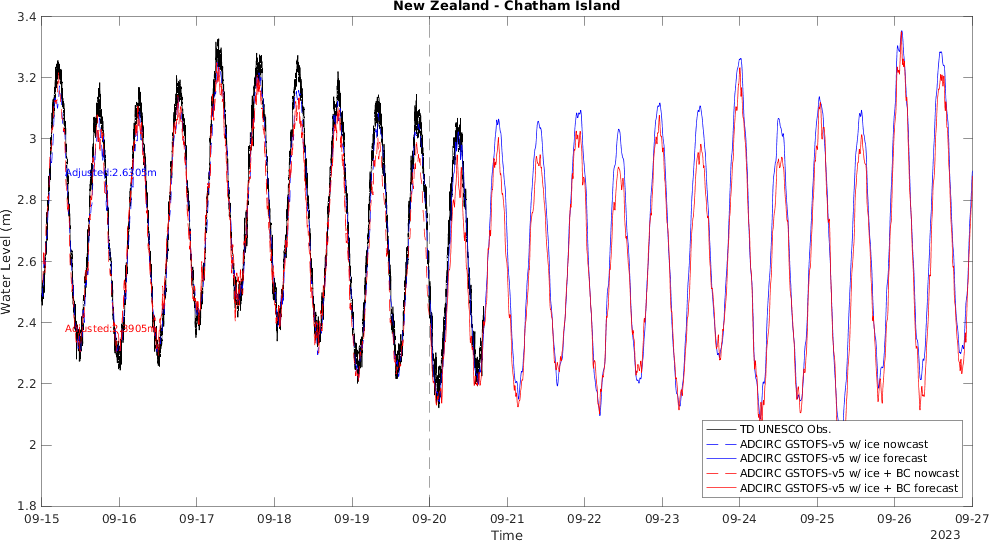 New Zealand - Chatham Island
Water Level (m)
3.4
3.2
3
2.8
2.6
2.4
2.2
2
1.8
Adjusted:2.6305m
TD UNESCO Obs.
ADCIRC GSTOFS-v5 w/ ice nowcast
ADCIRC GSTOFS-v5 w/ ice forecast
ADCIRC GSTOFS-v5 w/ ice + BC nowcast
ADCIRC GSTOFS-v5 w/ ice + BC forecast
09-15 09-16 09-17 09-18 09-19 09-20 09-21 09-22 09-23 09-24 09-25 09-26 09-27
Time
2023